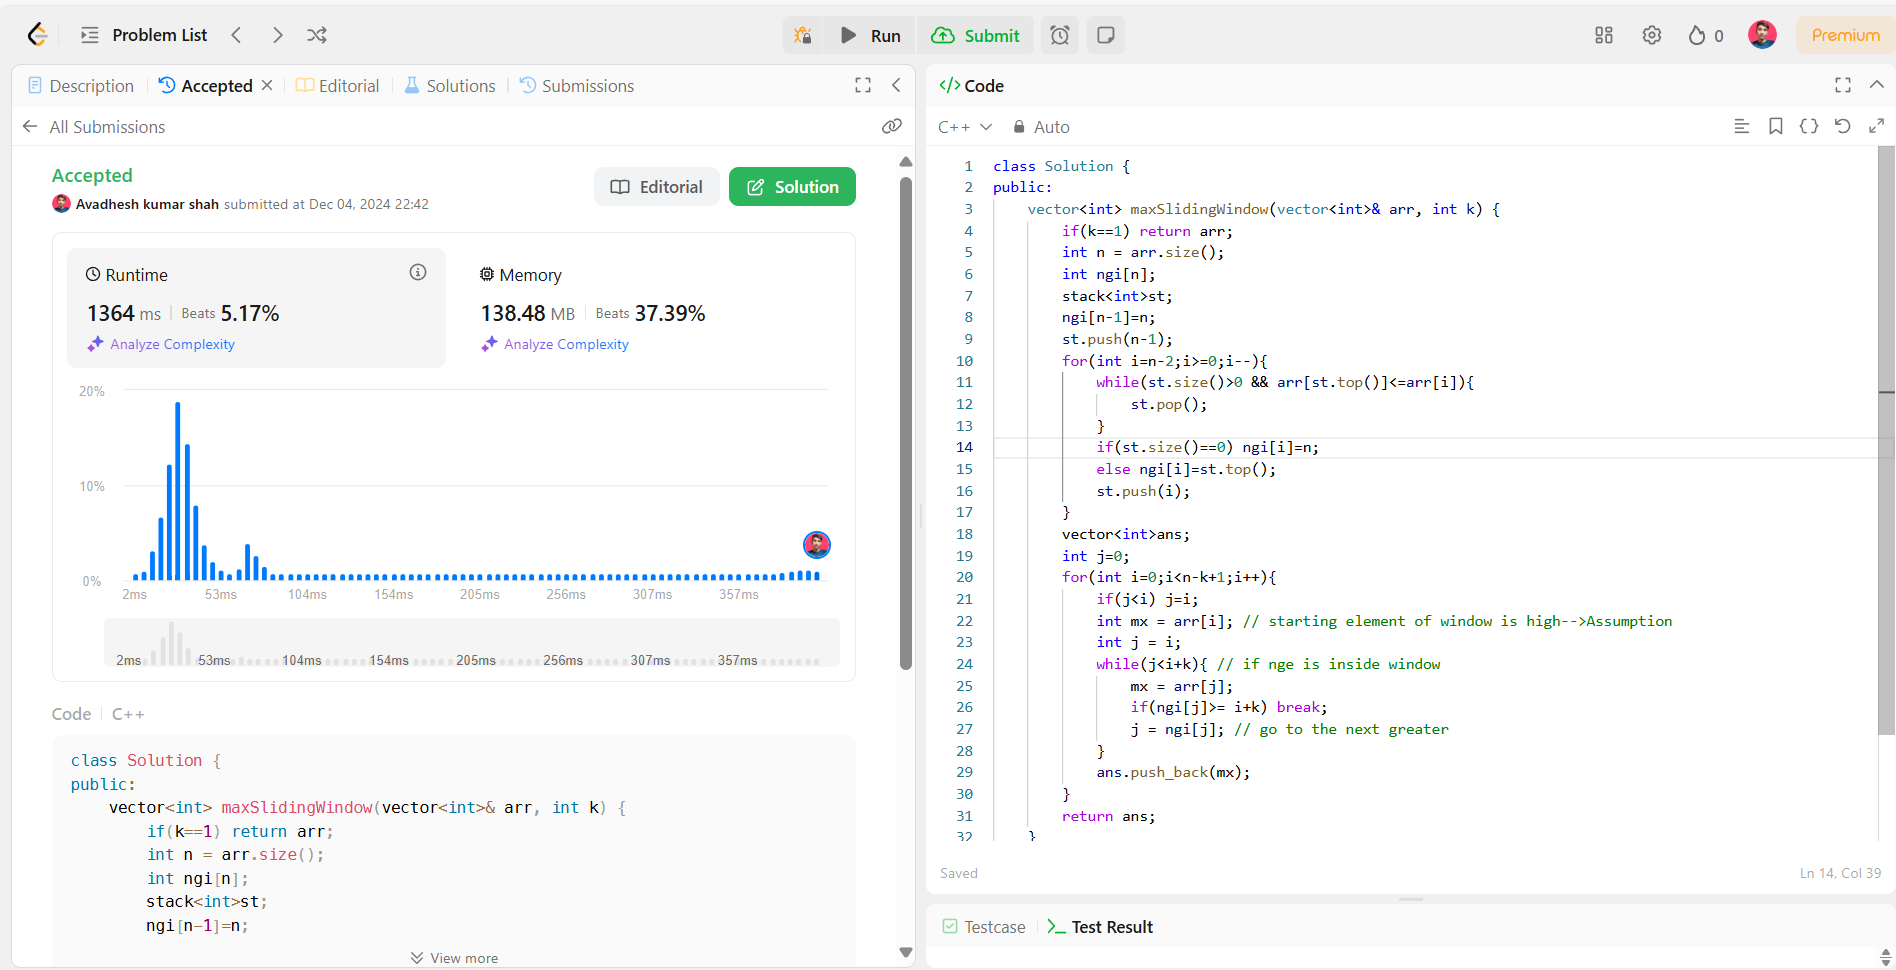 Problem List
Run
Submit
0
Premium
Description
Accepted
Editorial
Solutions
Submissions
All Submissions
Accepted
Avadhesh kumar shah submitted at Dec 04, 2024 22:42
Editorial
Solution
Runtime
1364 ms | Beats 5.17%
Analyze Complexity
Memory
138.48 MB | Beats 37.39%
Analyze Complexity
20%
10%
0%
2ms 53ms 104ms 154ms 205ms 256ms 307ms 357ms
2ms 53ms 104ms 154ms 205ms 256ms 307ms 357ms
Code | C++
class Solution {
public:
    vector<int> maxSlidingWindow(vector<int>& arr, int k) {
        if(k==1) return arr;
        int n = arr.size();
        int ngi[n];
        stack<int>st;
        ngi[n-1]=n;
View more
</> Code
C++
Auto
1 class Solution {
2 public:
3     vector<int> maxSlidingWindow(vector<int>& arr, int k) {
4         if(k==1) return arr;
5         int n = arr.size();
6         int ngi[n];
7         stack<int>st;
8         ngi[n-1]=n;
9         st.push(n-1);
10         for(int i=n-2;i>=0;i--){
11             while(st.size()>0 && arr[st.top()]<=arr[i]){
12                 st.pop();
13             }
14             if(st.size()==0) ngi[i]=n;
15             else ngi[i]=st.top();
16             st.push(i);
17         }
18         vector<int>ans;
19         int j=0;
20         for(int i=0;i<n-k+1;i++){
21             if(j<i) j=i;
22             int mx = arr[i]; // starting element of window is high-->Assumption
23             int j = i;
24             while(j<i+k){ // if nge is inside window
25                 mx = arr[j];
26                 if(ngi[j]>= i+k) break;
27                 j = ngi[j]; // go to the next greater
28             }
29             ans.push_back(mx);
30         }
31         return ans;
32     }
Saved
Ln 14, Col 39
Testcase
Test Result